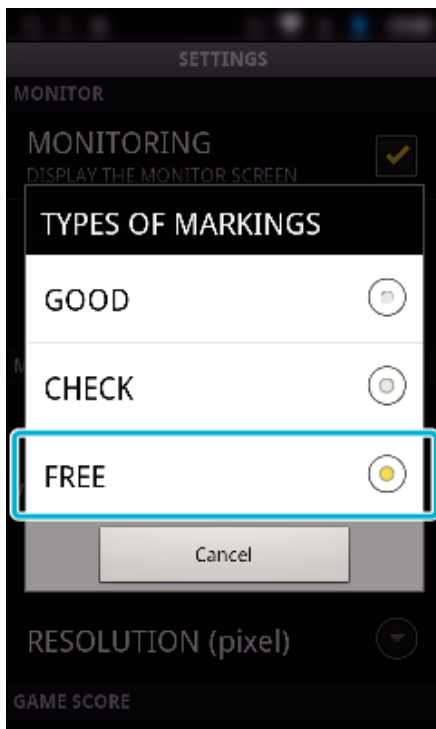 SETTINGS
MONITOR
MONITORING
DISPLAY THE MONITOR SCREEN
TYPES OF MARKINGS
GOOD
CHECK
FREE
Cancel
RESOLUTION (pixel)
GAME SCORE